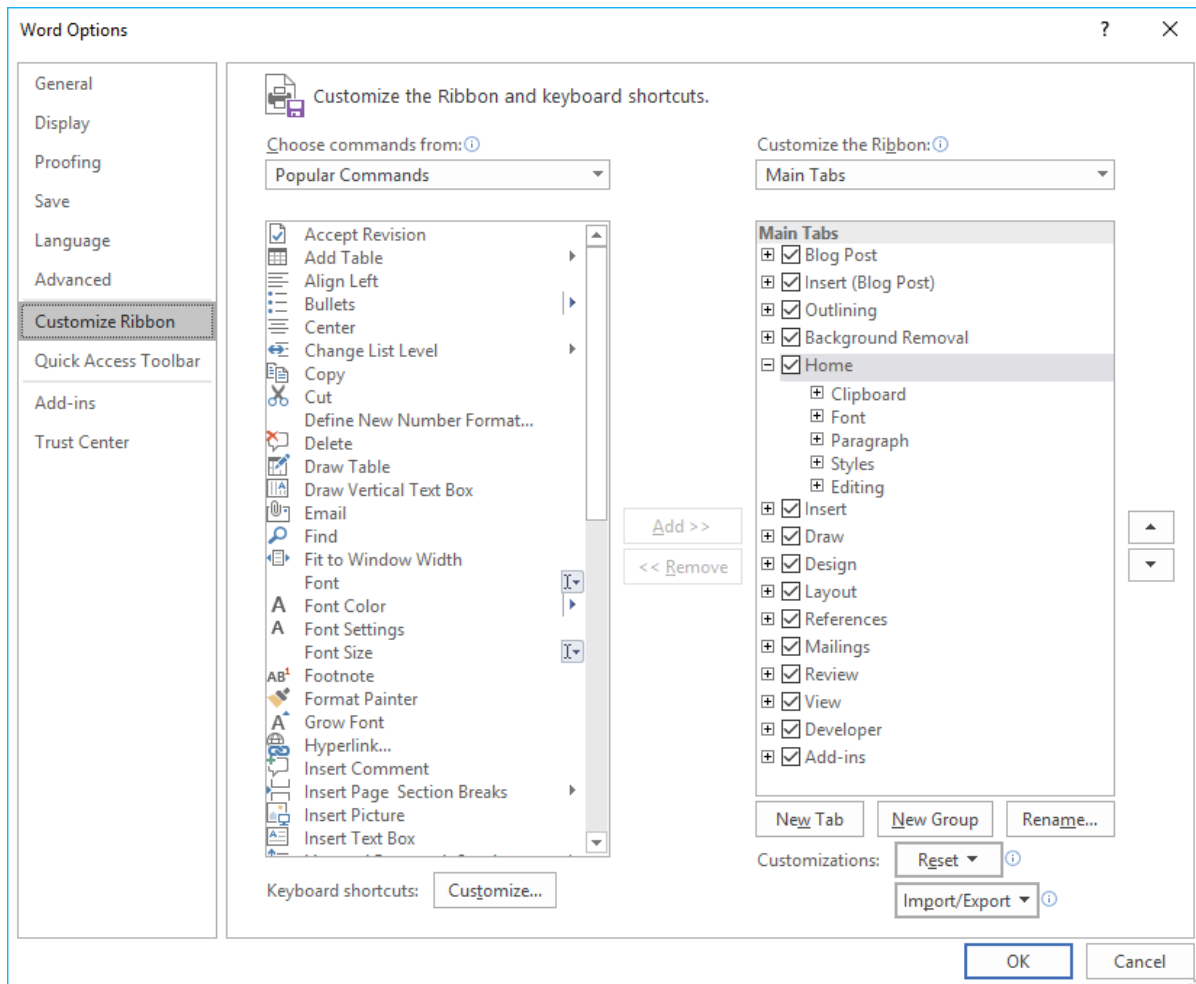 Word Options
?
General
Display
Proofing
Save
Language
Advanced
Customize Ribbon
Quick Access Toolbar
Add-ins
Trust Center
Customize the Ribbon and keyboard shortcuts.
Choose commands from:
Popular Commands
Accept Revision
Add Table
Align Left
Bullets
Center
Change List Level
Copy
Cut
Define New Number Format...
Delete
Draw Table
Draw Vertical Text Box
Email
Find
Fit to Window Width
Font
Font Color
Font Settings
Font Size
Footnote
Format Painter
Grow Font
Hyperlink...
Insert Comment
Insert Page  Section Breaks
Insert Picture
Insert Text Box
Keyboard shortcuts: Customize...
Add >>
<< Remove
Customize the Ribbon:
Main Tabs
Main Tabs
Blog Post
Insert (Blog Post)
Outlining
Background Removal
Home
Clipboard
Font
Paragraph
Styles
Editing
Insert
Draw
Design
Layout
References
Mailings
Review
View
Developer
Add-ins
New Tab New Group Rename...
Customizations: Reset
Import/Export
OK Cancel